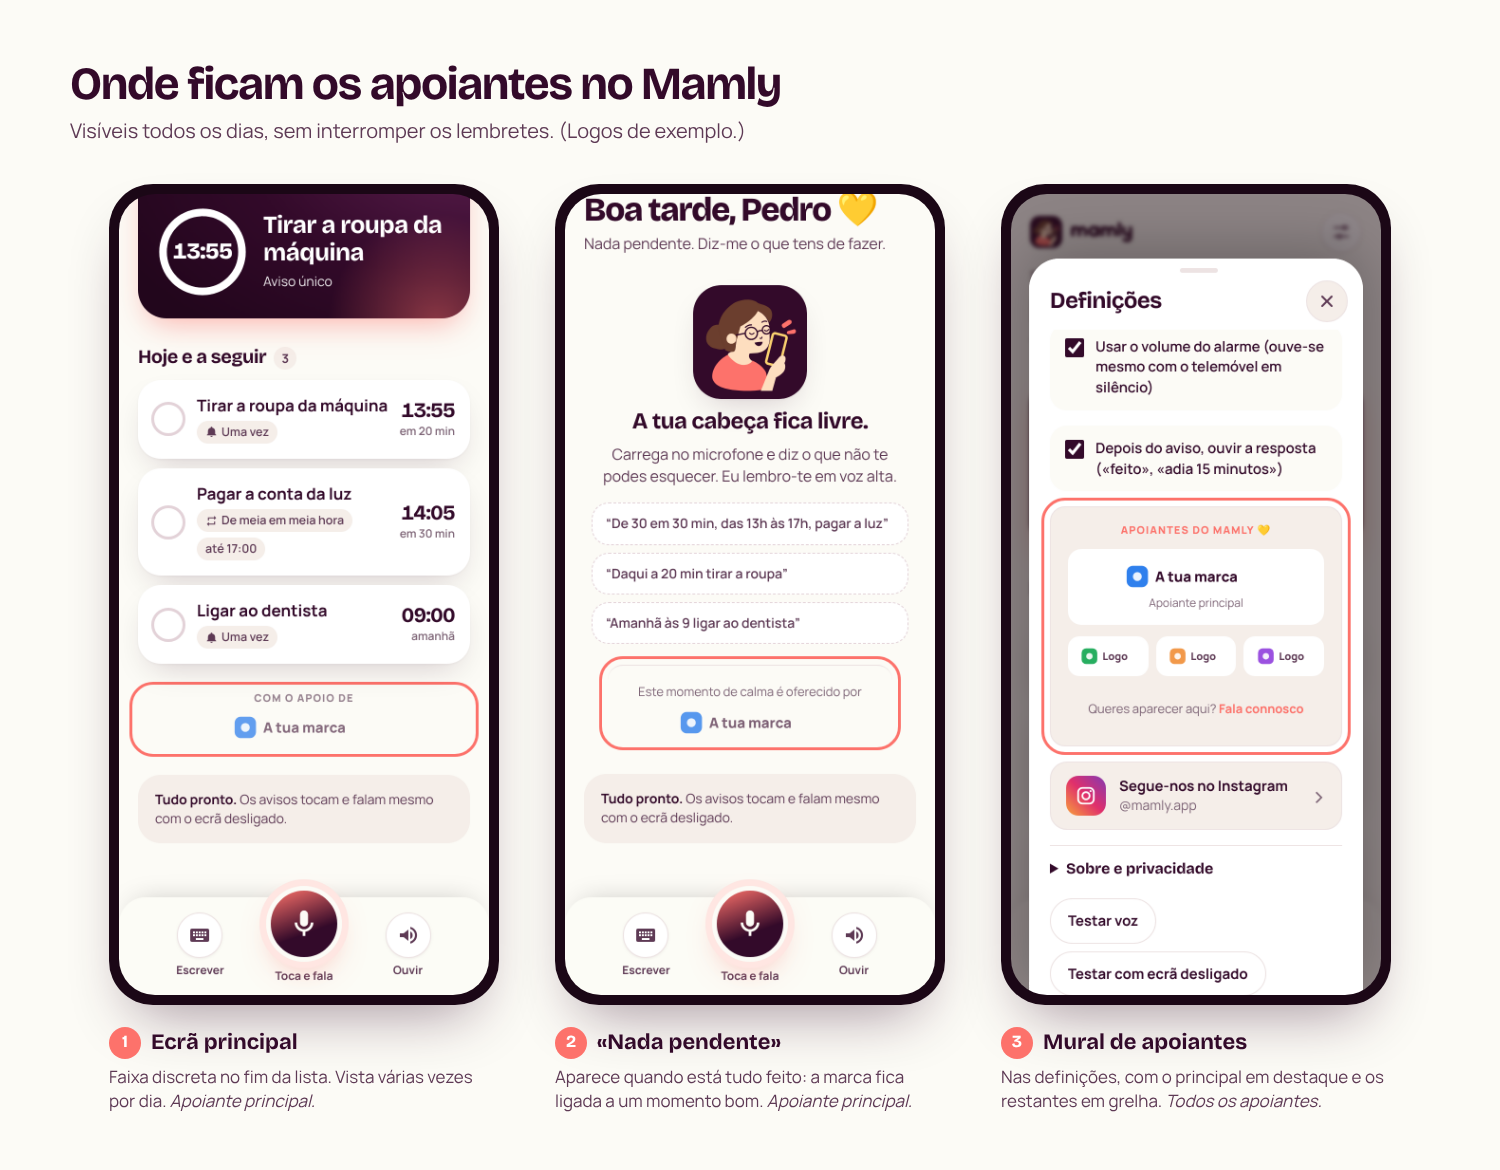 Onde ficam os apoiantes no Mamly
Visíveis todos os dias, sem interromper os lembretes. (Logos de exemplo.)
13:55
Tirar a roupa da
máquina
Aviso único
Hoje e a seguir 3
Tirar a roupa da máquina
Uma vez
13:55
em 20 min
Pagar a conta da luz
De meia em meia hora
até 17:00
14:05
em 30 min
Ligar ao dentista
Uma vez
09:00
amanhã
COM O APOIO DE
A tua marca
Tudo pronto. Os avisos tocam e falam mesmo
com o ecrã desligado.
Escrever
Toca e fala
Ouvir
1 Ecrã principal
Faixa discreta no fim da lista. Vista várias vezes
por dia. Apoiante principal.
Boa tarde, Pedro 💛
Nada pendente. Diz-me o que tens de fazer.
A tua cabeça fica livre.
Carrega no microfone e diz o que não te
podes esquecer. Eu lembro-te em voz alta.
“De 30 em 30 min, das 13h às 17h, pagar a luz”
“Daqui a 20 min tirar a roupa”
“Amanhã às 9 ligar ao dentista”
Este momento de calma é oferecido por
A tua marca
Tudo pronto. Os avisos tocam e falam mesmo
com o ecrã desligado.
Escrever
Toca e fala
Ouvir
2 «Nada pendente»
Aparece quando está tudo feito: a marca fica
ligada a um momento bom. Apoiante principal.
mamly
Definições
Usar o volume do alarme (ouve-se
mesmo com o telemóvel em
silêncio)
Depois do aviso, ouvir a resposta
(«feito», «adia 15 minutos»)
APOIANTES DO MAMLY 💛
A tua marca
Apoiante principal
Logo
Logo
Logo
Queres aparecer aqui? Fala connosco
Segue-nos no Instagram
@mamly.app
Sobre e privacidade
Testar voz
Testar com ecrã desligado
3 Mural de apoiantes
Nas definições, com o principal em destaque e os
restantes em grelha. Todos os apoiantes.